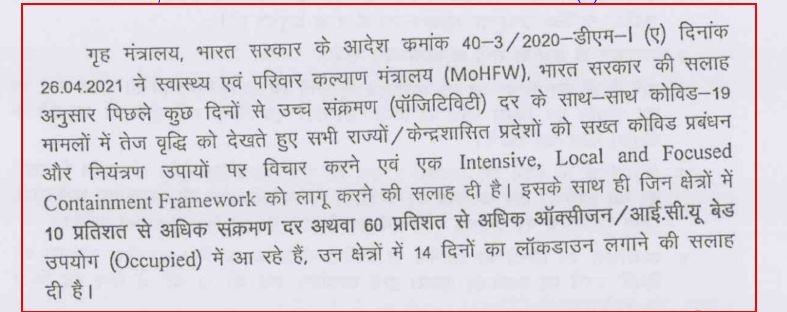 गृह मंत्रालय, भारत सरकार के आदेश क्रमांक 40-3/2020-डीएम-I (ए) दिनांक
26.04.2021 ने स्वास्थ्य एवं परिवार कल्याण मंत्रालय (MoHFW), भारत सरकार की सलाह
अनुसार पिछले कुछ दिनों से उच्च संक्रमण (पॉजिटिविटी) दर के साथ-साथ कोविड-19
मामलों में तेज वृद्धि को देखते हुए सभी राज्यों/केन्द्रशासित प्रदेशों को सख्त कोविड प्रबंधन
और नियंत्रण उपायों पर विचार करने एवं एक Intensive, Local and Focused
Containment Framework को लागू करने की सलाह दी है। इसके साथ ही जिन क्षेत्रों में
10 प्रतिशत से अधिक संक्रमण दर अथवा 60 प्रतिशत से अधिक ऑक्सीजन/आई.सी.यू बेड
उपयोग (Occupied) में आ रहे हैं, उन क्षेत्रों में 14 दिनों का लॉकडाउन लगाने की सलाह
दी है।